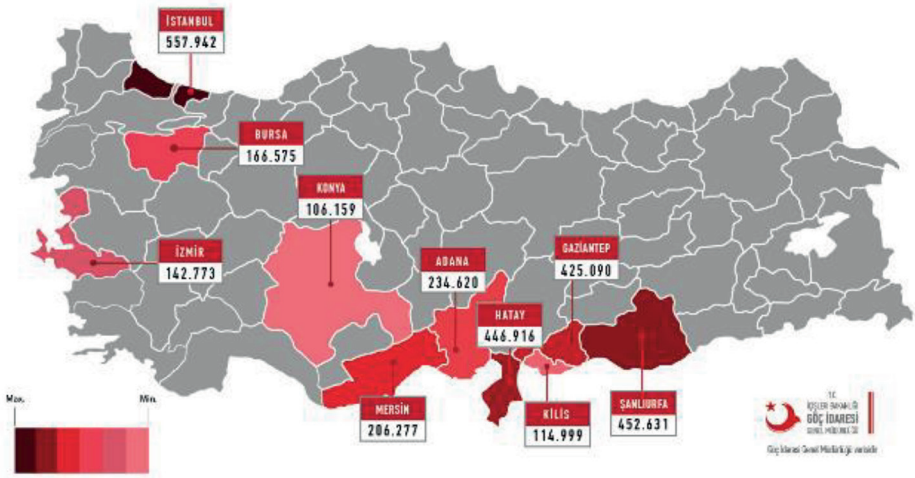 İSTANBUL
557.942
BURSA
166.575
KONYA
106.159
İZMİR
142.773
ADANA
234.620
GAZİANTEP
425.090
HATAY
446.916
MERSİN
206.277
KİLİS
114.999
ŞANLIURFA
452.631
Max.
Min.
T.C.
İÇİŞLERİ BAKANLIĞI
GÖÇ İDARESİ
GENEL MÜDÜRLÜĞÜ
Göç İdaresi Genel Müdürlüğü verisidir